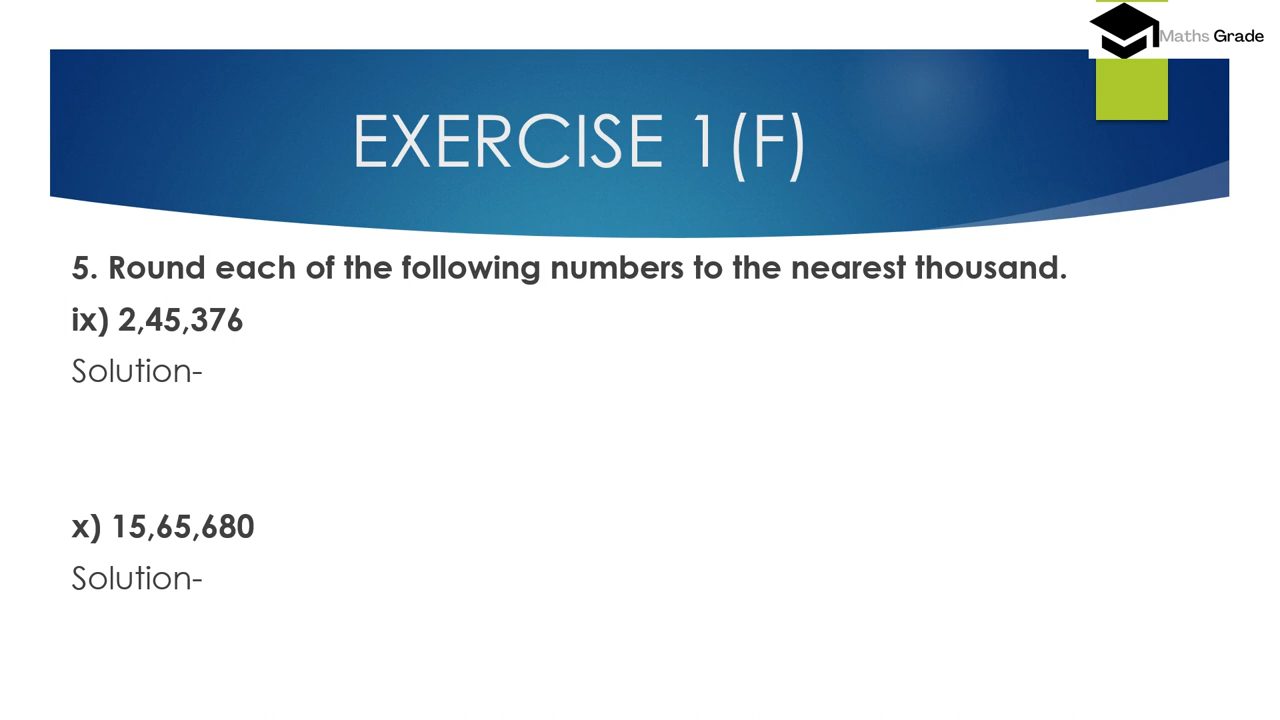 Maths Grade
EXERCISE 1(F)
5. Round each of the following numbers to the nearest thousand.
ix) 2,45,376
Solution-
x) 15,65,680
Solution-